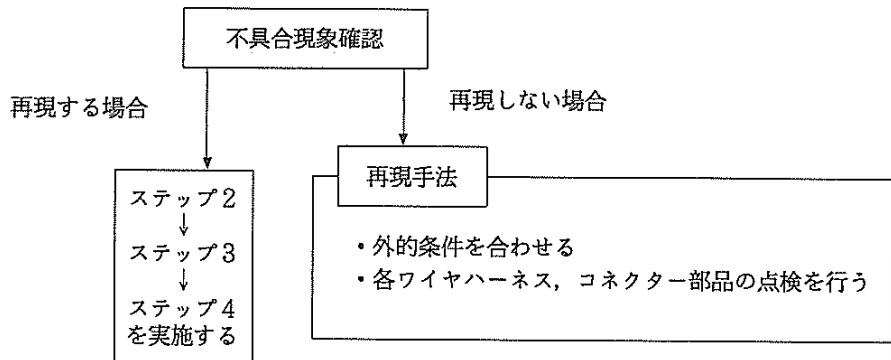 不具合現象確認
再現する場合
再現しない場合
ステップ2
↓
ステップ3
↓
ステップ4
を実施する
再現手法
・外的条件を合わせる
・各ワイヤハーネス，コネクター部品の点検を行う